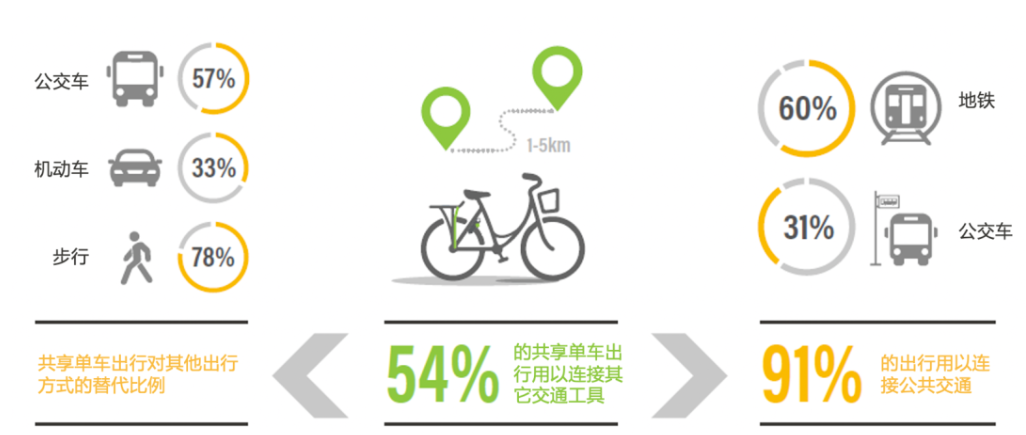 公交车
57%
机动车
33%
步行
78%
共享单车出行对其他出行
方式的替代比例
1-5km
54%
的共享单车出
行用以连接其
它交通工具
60%
地铁
31%
公交车
91%
的出行用以连
接公共交通